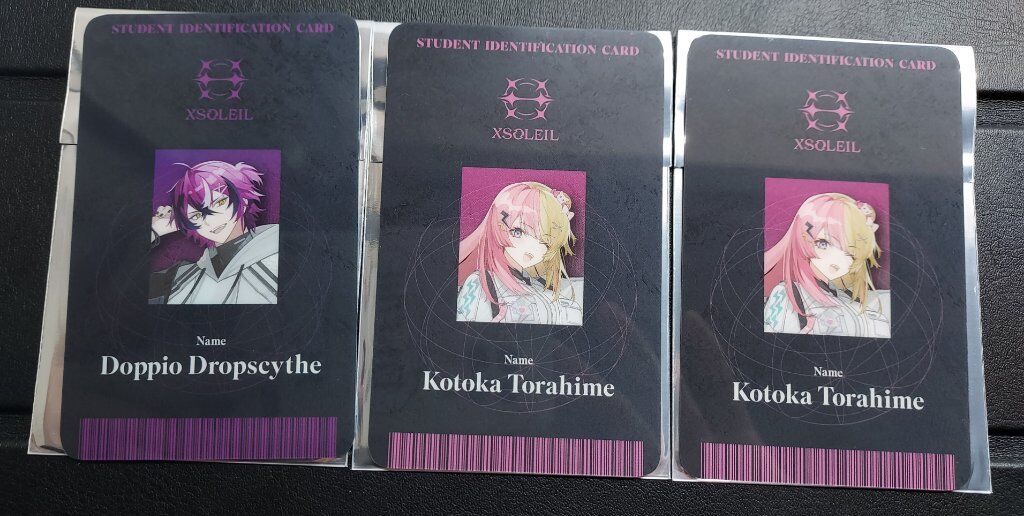 STUDENT IDENTIFICATION CARD
XSOLEIL
Name
Doppio Dropscythe
STUDENT IDENTIFICATION CARD
XSOLEIL
Name
Kotoka Torahime
STUDENT IDENTIFICATION CARD
XSOLEIL
Name
Kotoka Torahime